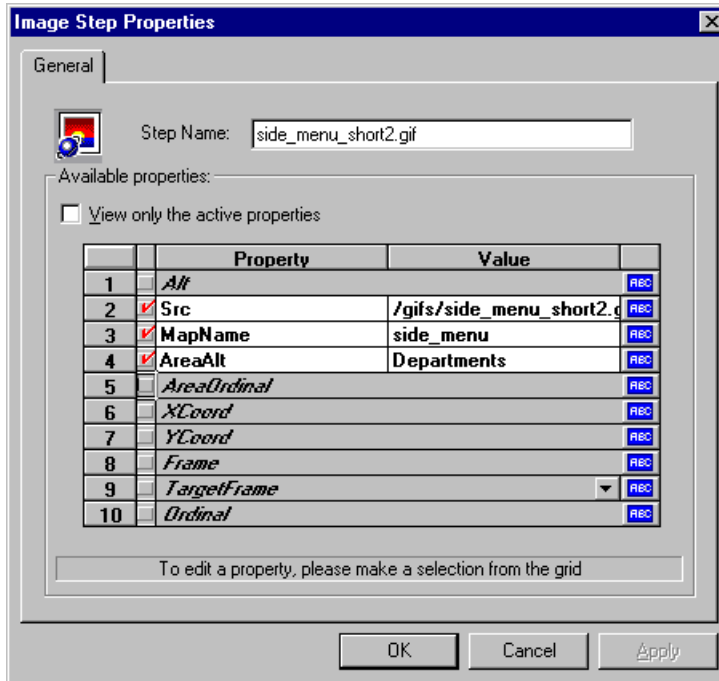 Image Step Properties
General
Step Name: side_menu_short2.gif
Available properties:
View only the active properties
Property Value
1 Alt ABC
2 Src /gifs/side_menu_short2.g ABC
3 MapName side_menu ABC
4 AreaAlt Departments ABC
5 AreaOrdinal ABC
6 XCoord ABC
7 YCoord ABC
8 Frame ABC
9 TargetFrame ABC
10 Ordinal ABC
To edit a property, please make a selection from the grid
OK Cancel Apply